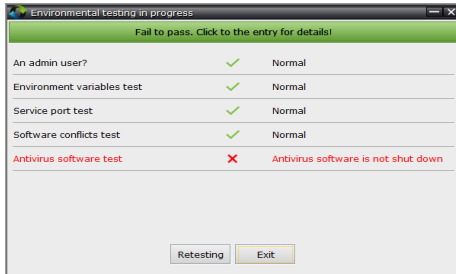 Environmental testing in progress
Fail to pass. Click to the entry for details!
An admin user? Normal
Environment variables test Normal
Service port test Normal
Software conflicts test Normal
Antivirus software test Antivirus software is not shut down
Retesting Exit